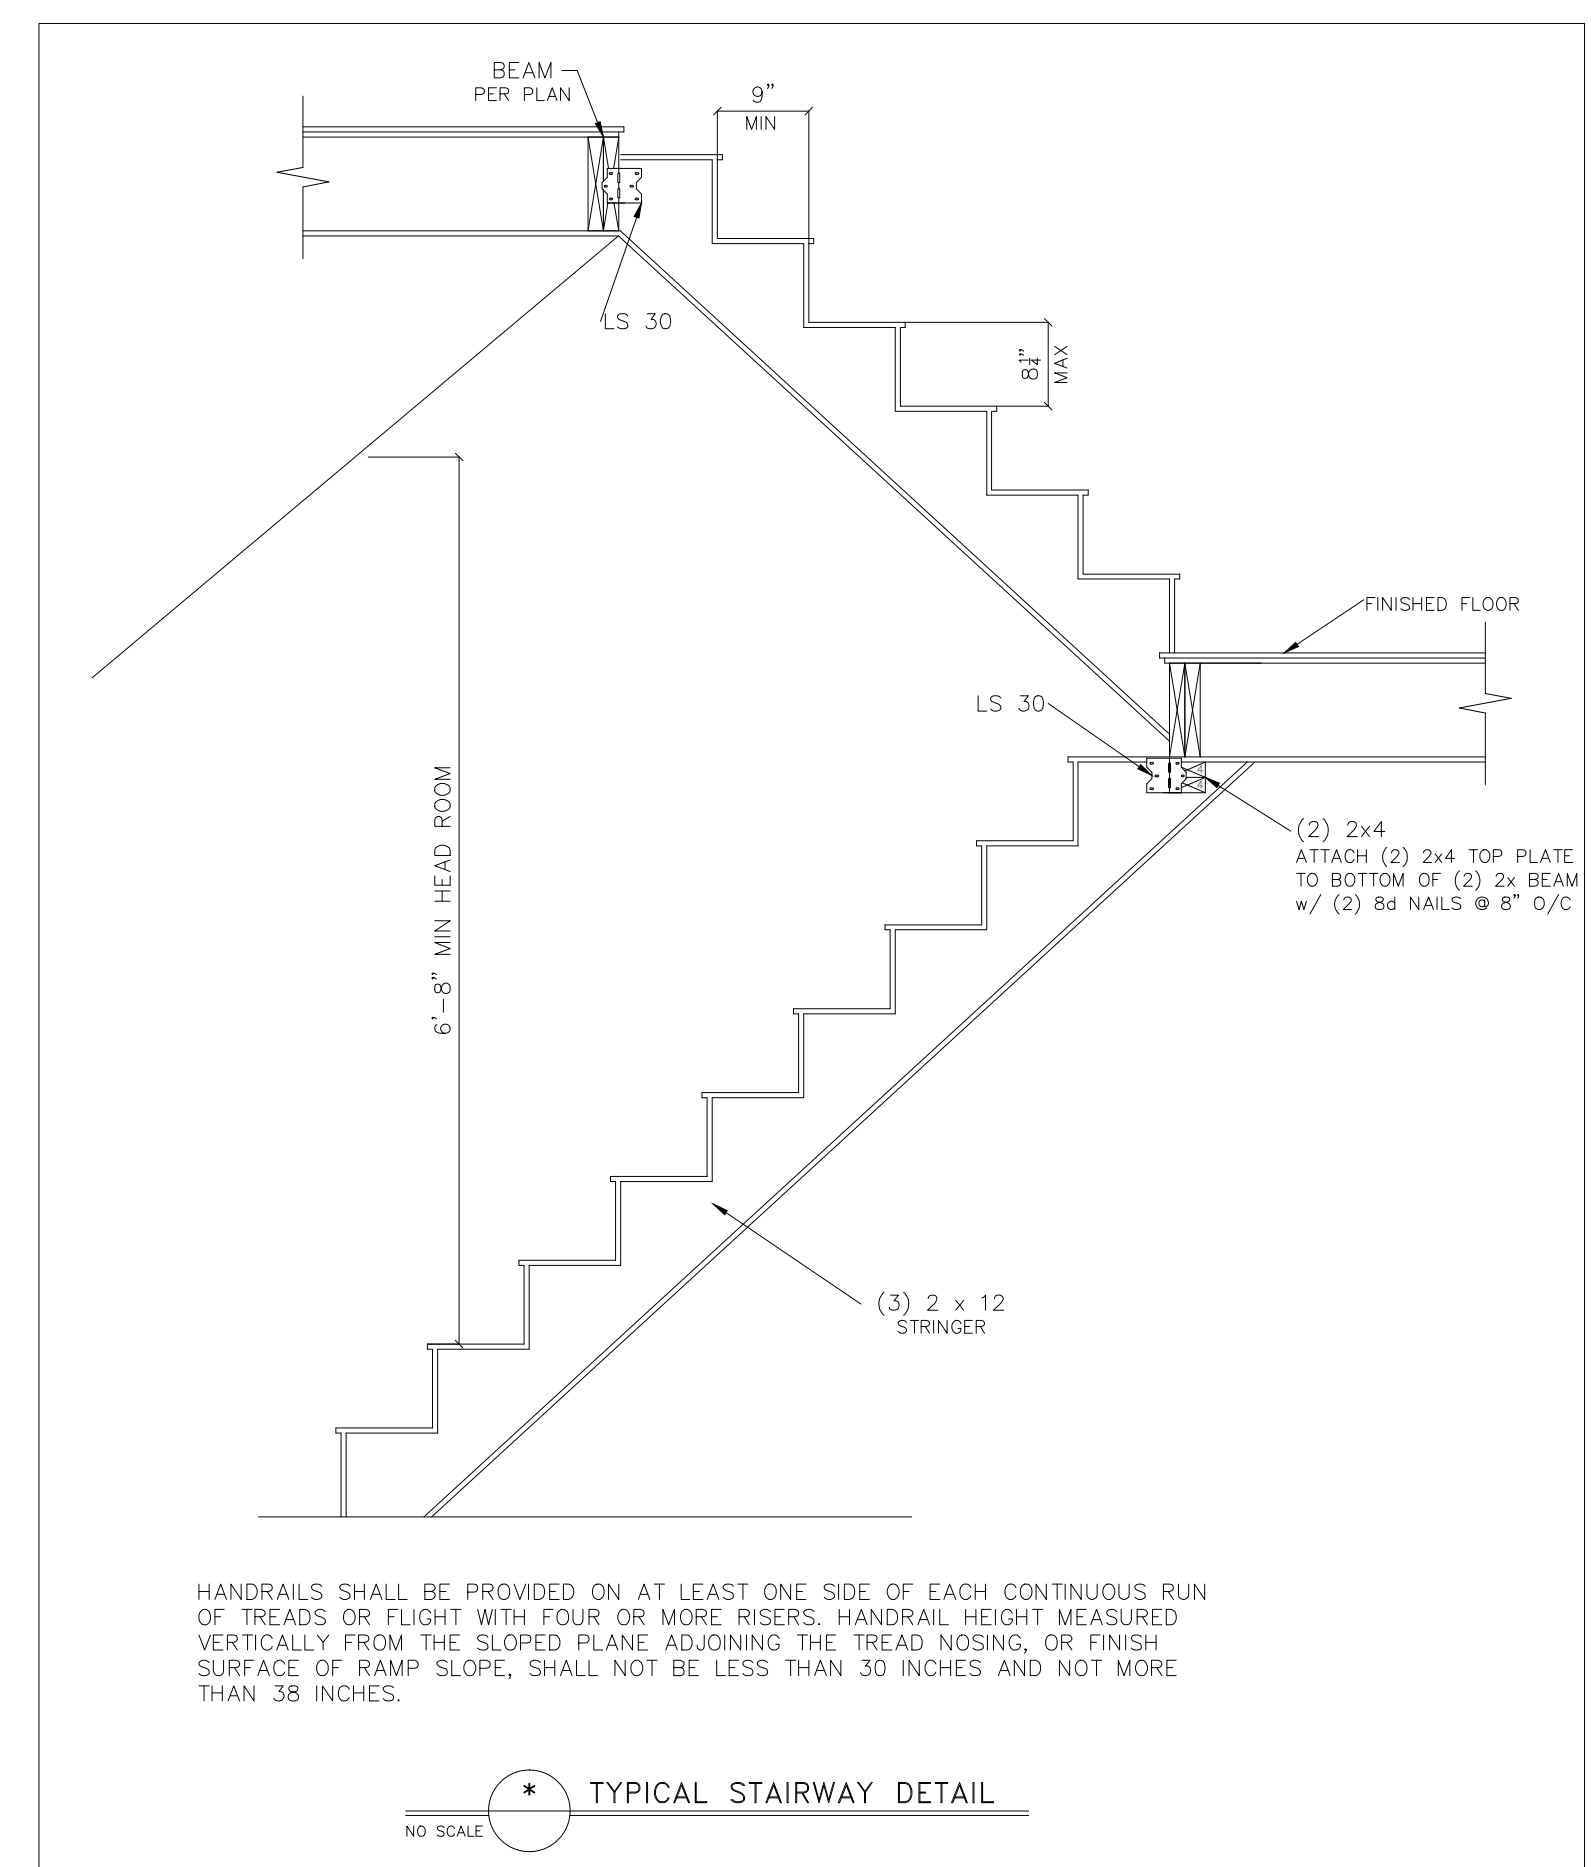 BEAM
PER PLAN
9"
MIN
LS 30
8 1/4"
MAX
FINISHED FLOOR
LS 30
6'-8" MIN HEAD ROOM
4
4
(2) 2x4
ATTACH (2) 2x4 TOP PLATE
TO BOTTOM OF (2) 2x BEAM
w/ (2) 8d NAILS @ 8" O/C
(3) 2 x 12
STRINGER
HANDRAILS SHALL BE PROVIDED ON AT LEAST ONE SIDE OF EACH CONTINUOUS RUN
OF TREADS OR FLIGHT WITH FOUR OR MORE RISERS. HANDRAIL HEIGHT MEASURED
VERTICALLY FROM THE SLOPED PLANE ADJOINING THE TREAD NOSING, OR FINISH
SURFACE OF RAMP SLOPE, SHALL NOT BE LESS THAN 30 INCHES AND NOT MORE
THAN 38 INCHES.
* TYPICAL STAIRWAY DETAIL
NO SCALE